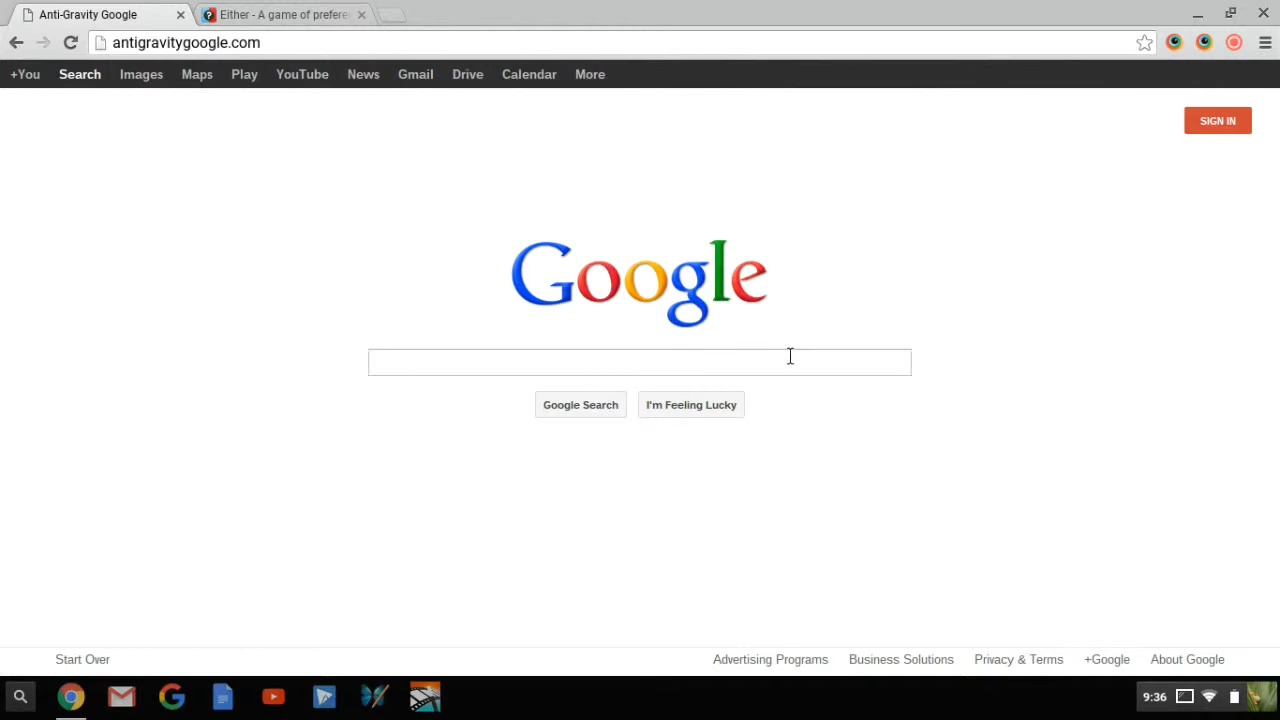 Anti-Gravity Google
Either - A game of prefere
antigravitygoogle.com
+You Search Images Maps Play YouTube News Gmail Drive Calendar More
SIGN IN
Google
Google Search I'm Feeling Lucky
Start Over Advertising Programs Business Solutions Privacy & Terms +Google About Google
9:36